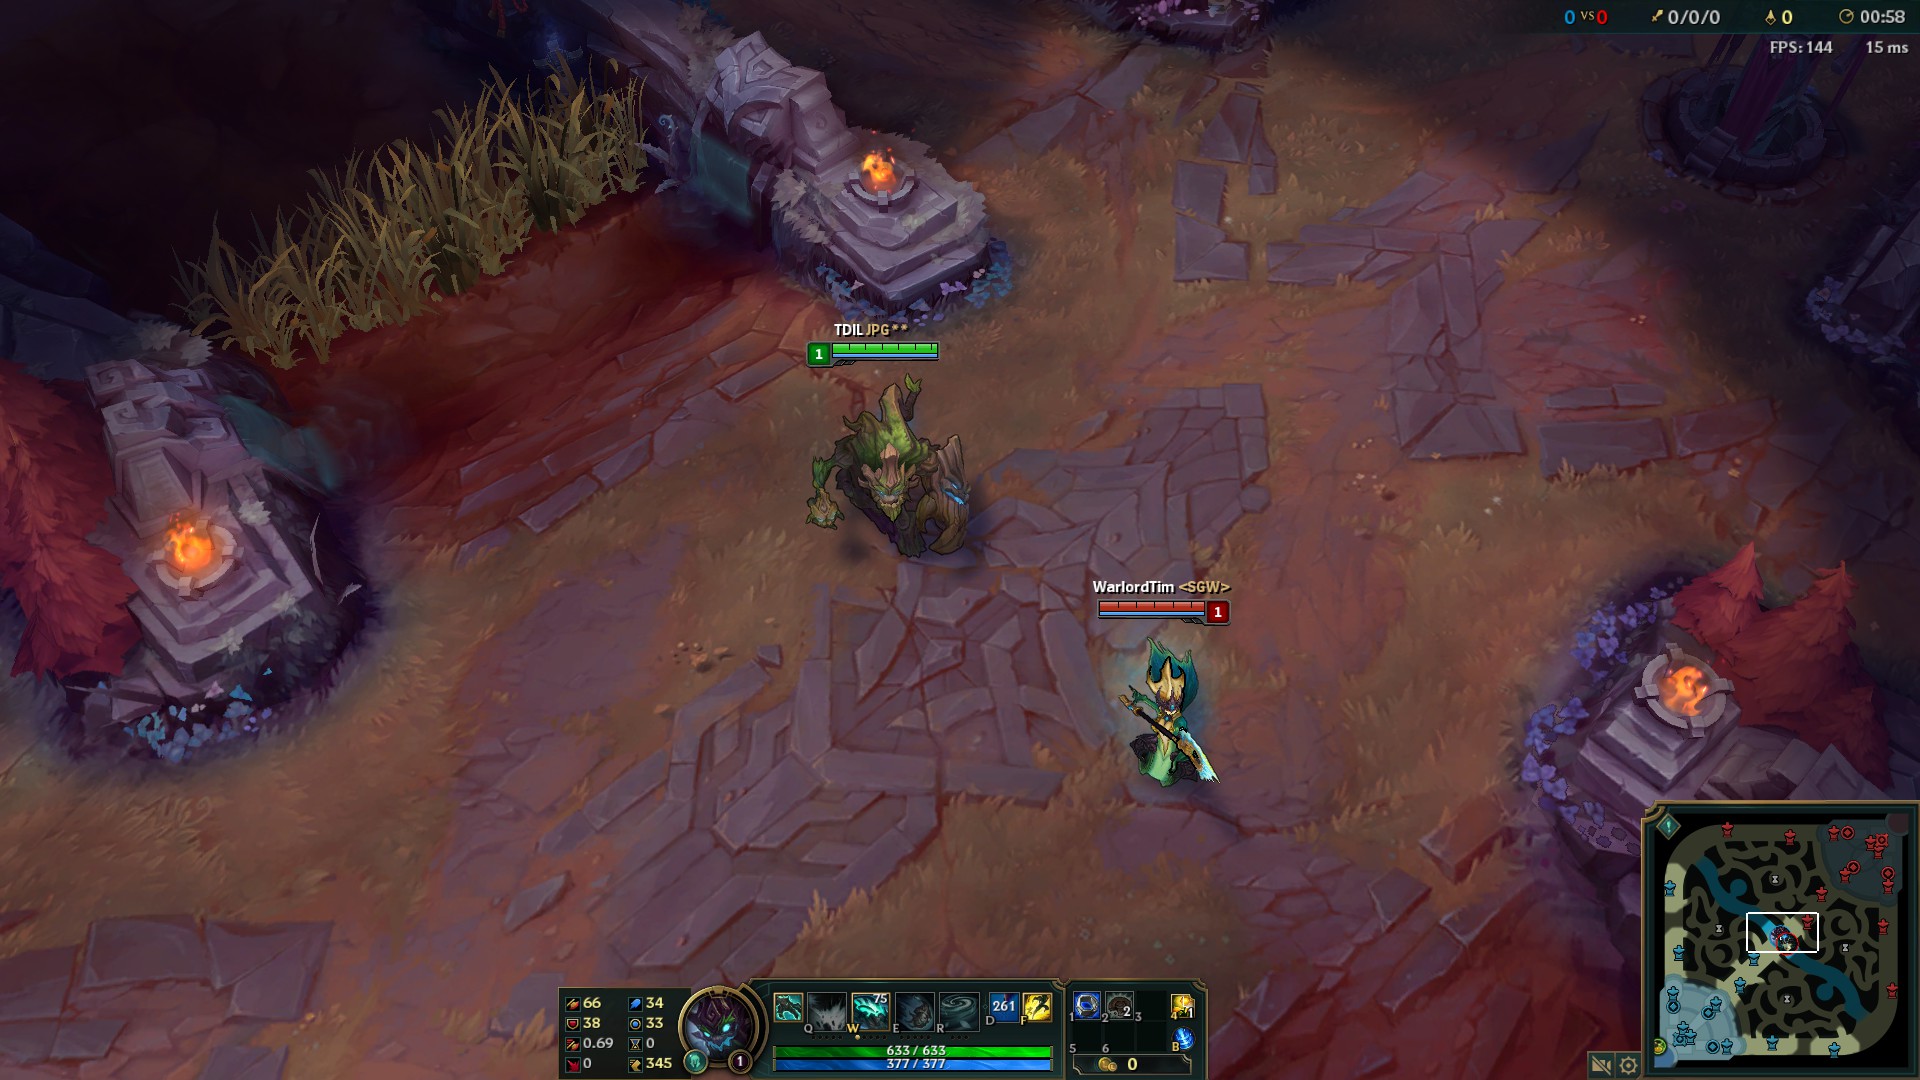 0 VS 0 0/0/0 0 00:58
FPS: 144 15 ms
TDIL JPG**
1
WarlordTim <SGW>
1
66 34
38 33
0.69 0
0 345
1
75
Q W E R
261
D F
633 / 633
377 / 377
1 2 2 3 4 1
5 6 B
0